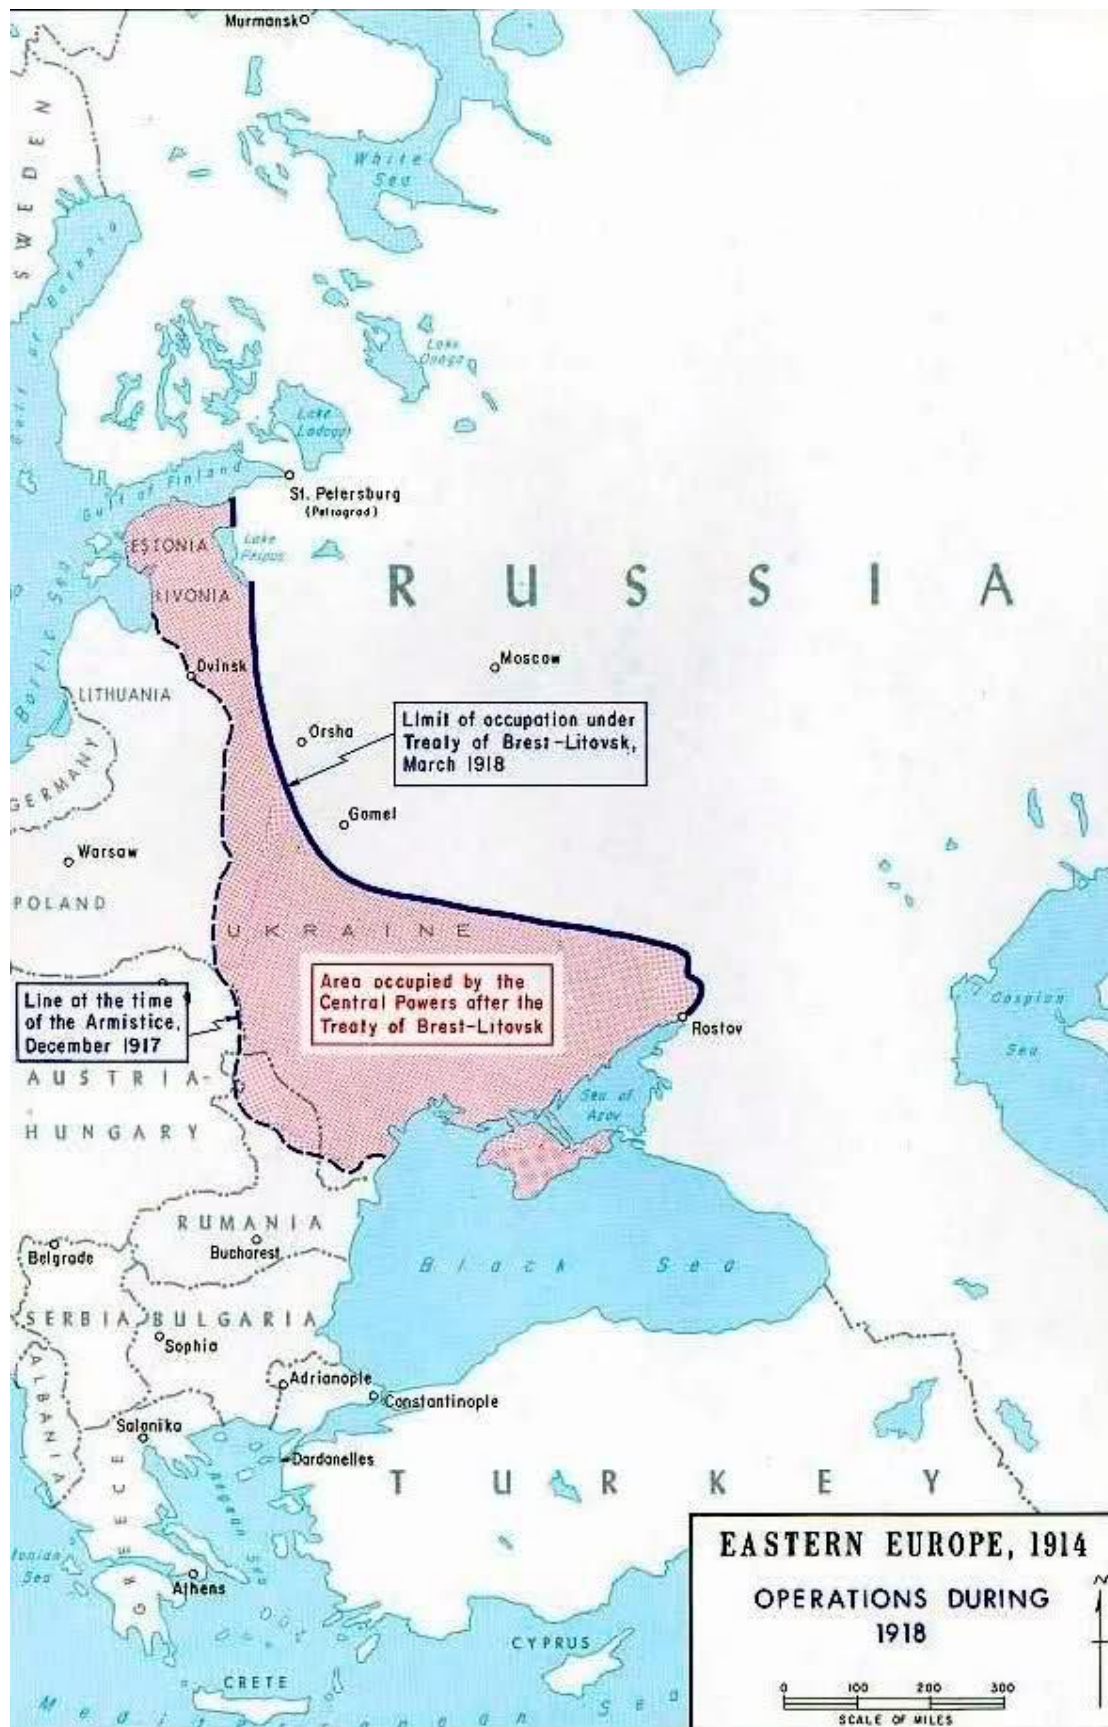 Murmansk
SWEDEN
White
Sea
Gulf of Bothnia
Lake
Onega
Lake
Ladoga
Gulf of Finland
St. Petersburg
(Petrograd)
ESTONIA
Lake
Peipus
Baltic Sea
LIVONIA
RUSSIA
Moscow
Dvinsk
LITHUANIA
Limit of occupation under
Treaty of Brest-Litovsk,
March 1918
Orsha
GERMANY
Gomel
Warsaw
POLAND
UKRAINE
Area occupied by the
Central Powers after the
Treaty of Brest-Litovsk
Line at the time
of the Armistice,
December 1917
Rostov
Caspian
Sea
AUSTRIA-
HUNGARY
Sea of
Azov
RUMANIA
Bucharest
Belgrade
Black Sea
SERBIA
BULGARIA
Sophia
ALBANIA
Adrianople
Constantinople
Salonika
Dardanelles
GREECE
Aegean Sea
TURKEY
Ionian
Sea
Athens
CYPRUS
CRETE
Mediterranean Sea
EASTERN EUROPE, 1914
OPERATIONS DURING
1918
N
0 100 200 300
SCALE OF MILES